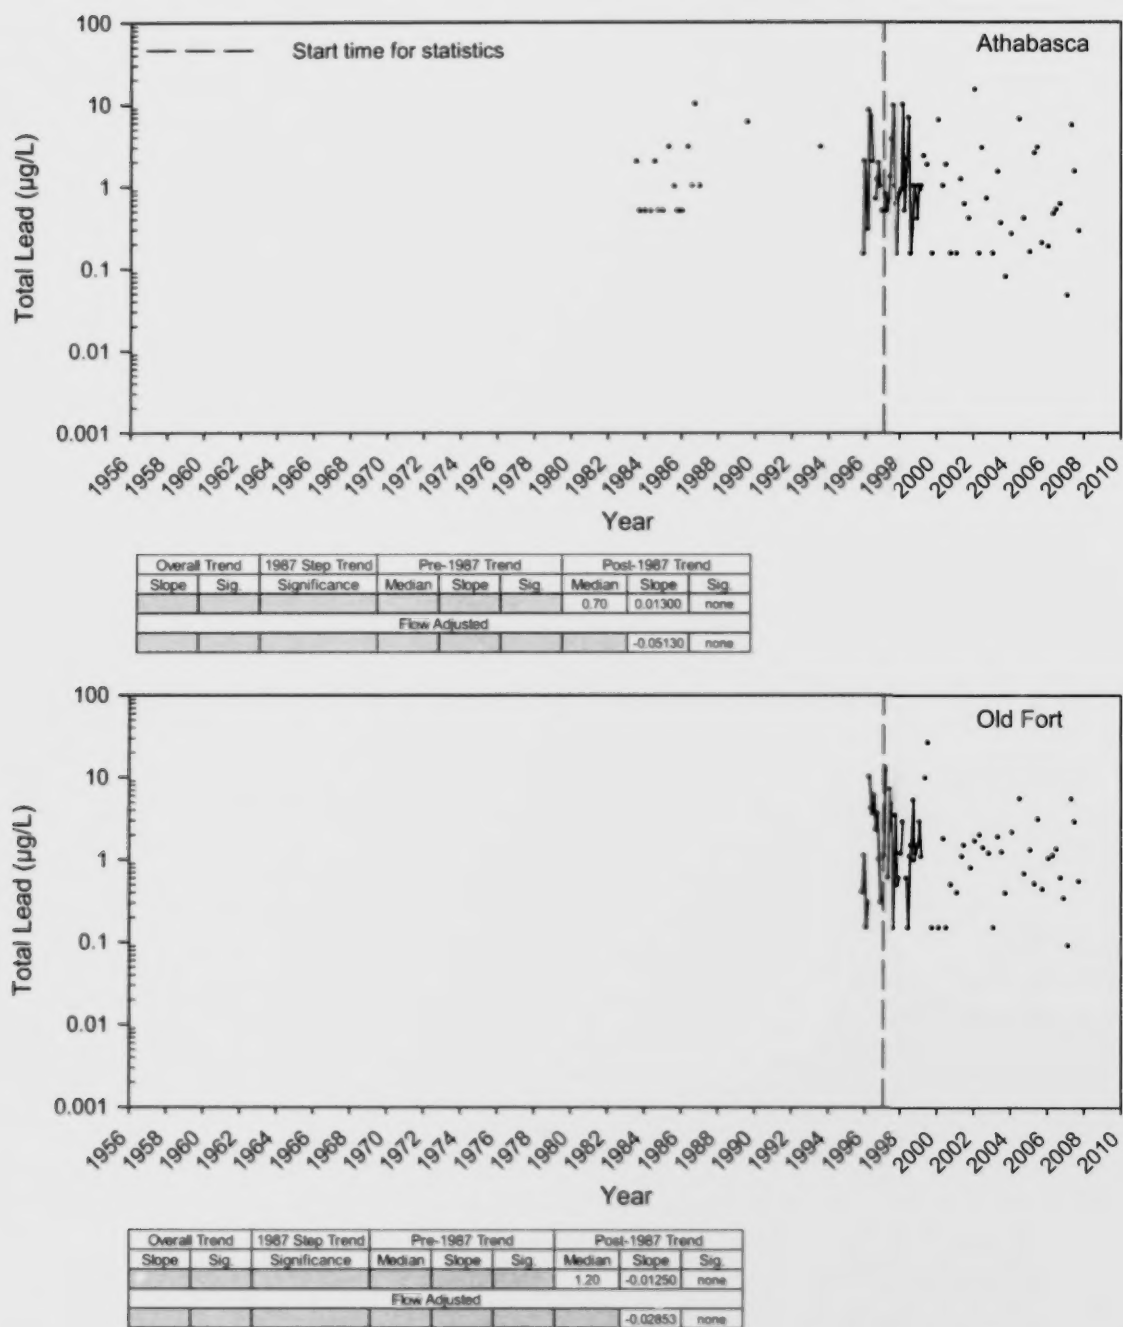 Athabasca
Start time for statistics
Total Lead (µg/L)
100
10
1
0.1
0.01
0.001
1956 1958 1960 1962 1964 1966 1968 1970 1972 1974 1976 1978 1980 1982 1984 1986 1988 1990 1992 1994 1996 1998 2000 2002 2004 2006 2008 2010
Year
Overall Trend 1987 Step Trend Pre-1987 Trend Post-1987 Trend
Slope Sig. Significance Median Slope Sig. Median Slope Sig.
0.70 0.01300 none
Flow Adjusted
-0.05130 none
Old Fort
Total Lead (µg/L)
100
10
1
0.1
0.01
0.001
1956 1958 1960 1962 1964 1966 1968 1970 1972 1974 1976 1978 1980 1982 1984 1986 1988 1990 1992 1994 1996 1998 2000 2002 2004 2006 2008 2010
Year
Overall Trend 1987 Step Trend Pre-1987 Trend Post-1987 Trend
Slope Sig. Significance Median Slope Sig. Median Slope Sig.
1.20 -0.01250 none
Flow Adjusted
-0.02853 none